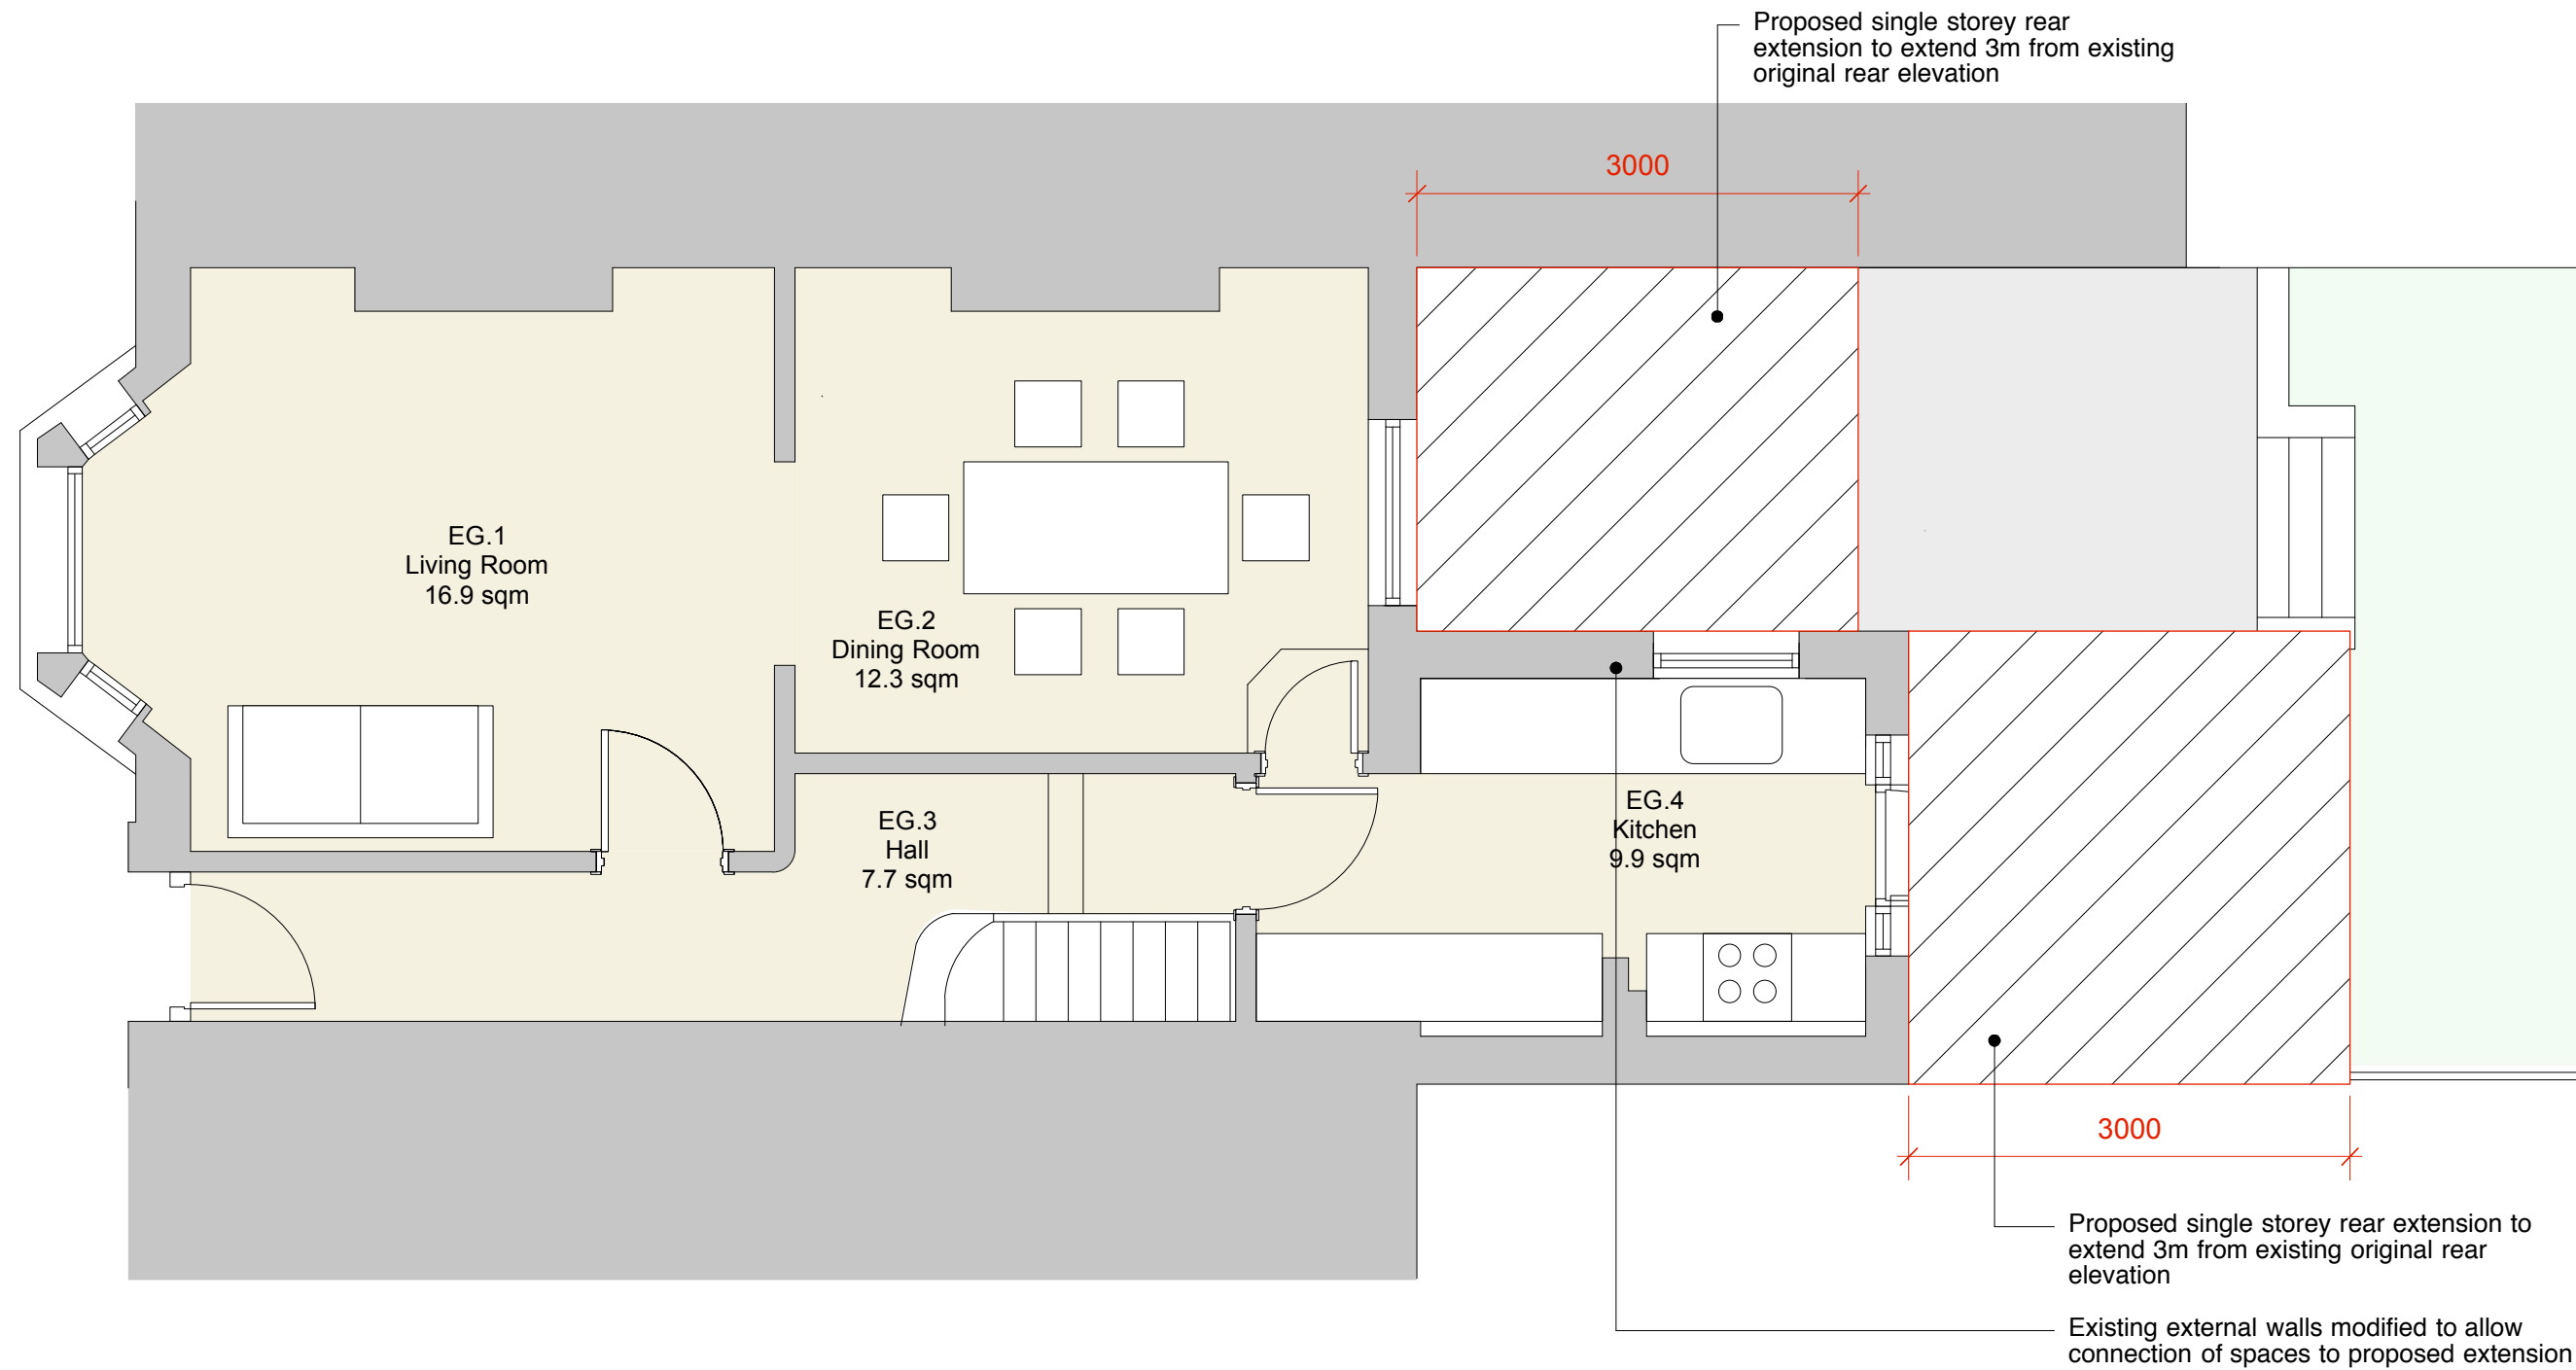 Proposed single storey rear
extension to extend 3m from existing
original rear elevation
3000
EG.1
Living Room
16.9 sqm
EG.2
Dining Room
12.3 sqm
EG.3
Hall
7.7 sqm
EG.4
Kitchen
9.9 sqm
3000
Proposed single storey rear extension to
extend 3m from existing original rear
elevation
Existing external walls modified to allow
connection of spaces to proposed extension